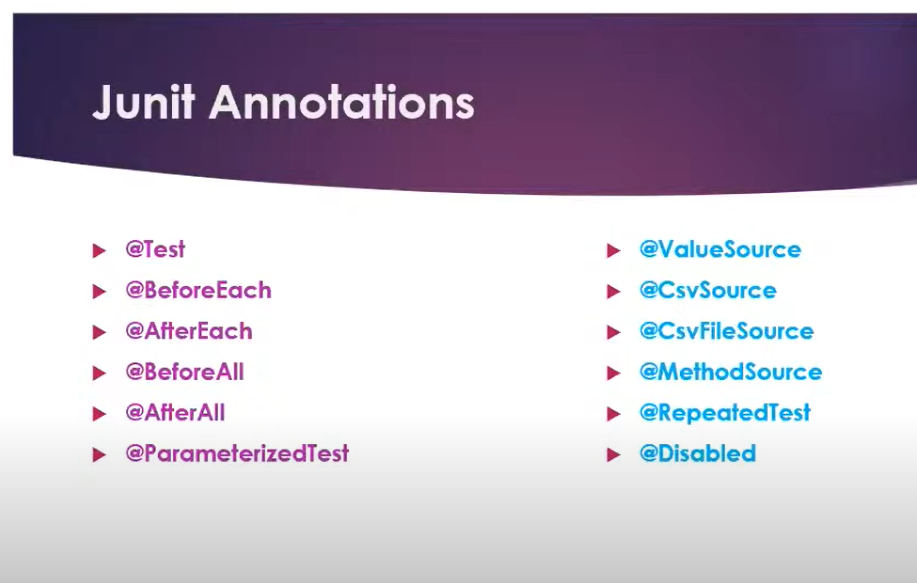 Junit Annotations
@Test
@BeforeEach
@AfterEach
@BeforeAll
@AfterAll
@ParameterizedTest
@ValueSource
@CsvSource
@CsvFileSource
@MethodSource
@RepeatedTest
@Disabled